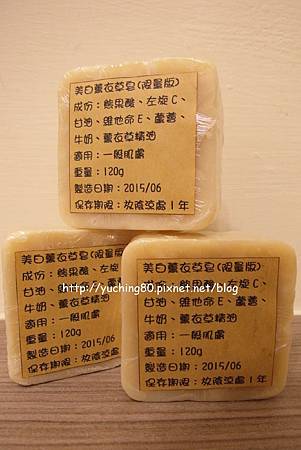 美白薰衣草皂(限量版)
成份：熊果酸、左旋C、
甘油、維他命E、蘆薈、
牛奶、薰衣草精油
適用：一般肌膚
重量：120g
製造日期：2015/06
保存期限：放陰涼處1年
http://yuching80.pixnet.net/blog
美白薰衣草皂(限量版)
成份：熊果酸、左旋
甘油、維
牛奶、薰衣草精油
適用：一般肌膚
重量：120g
製造日期：2015/06
保存期限：放陰涼處
美白薰衣草皂(限量版)
成份：熊果酸、左旋C、
甘油、維他命E、蘆薈、
牛奶、薰衣草精油
適用：一般肌膚
重量：120g
製造日期：2015/06
保存期限：放陰涼處1年